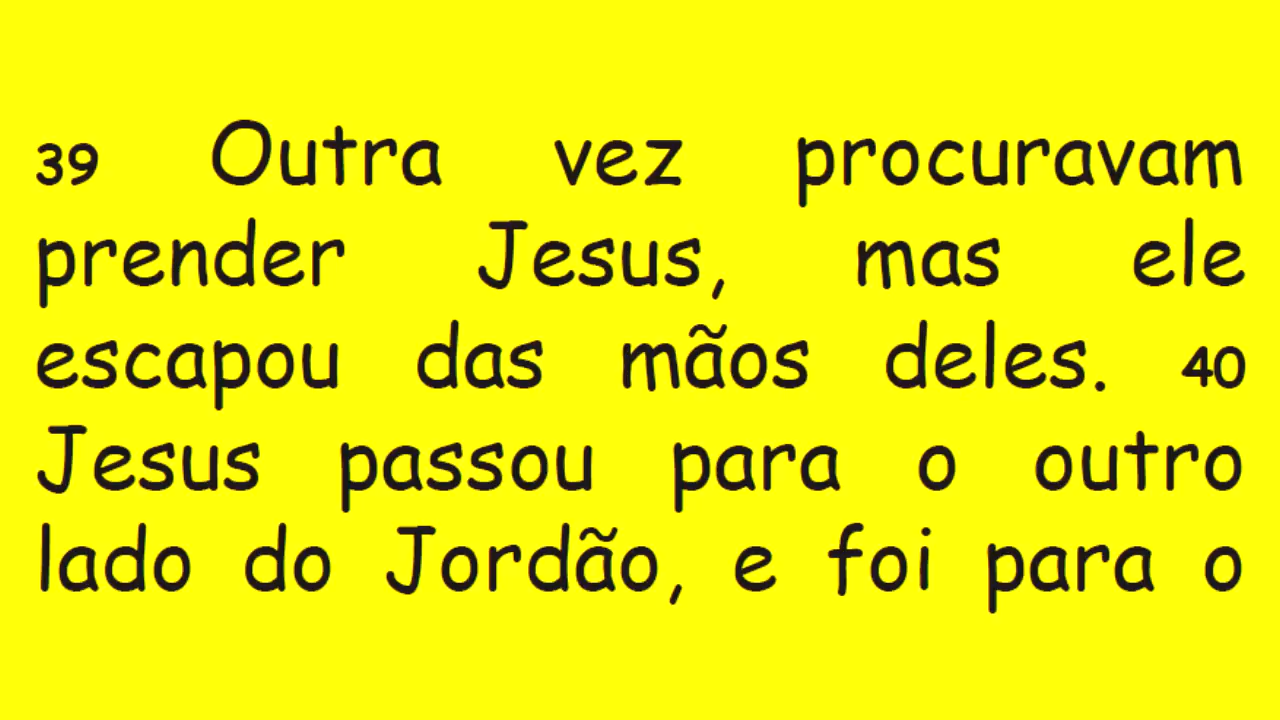 39 Outra vez procuravam
prender Jesus, mas ele
escapou das mãos deles. 40
Jesus passou para o outro
lado do Jordão, e foi para o